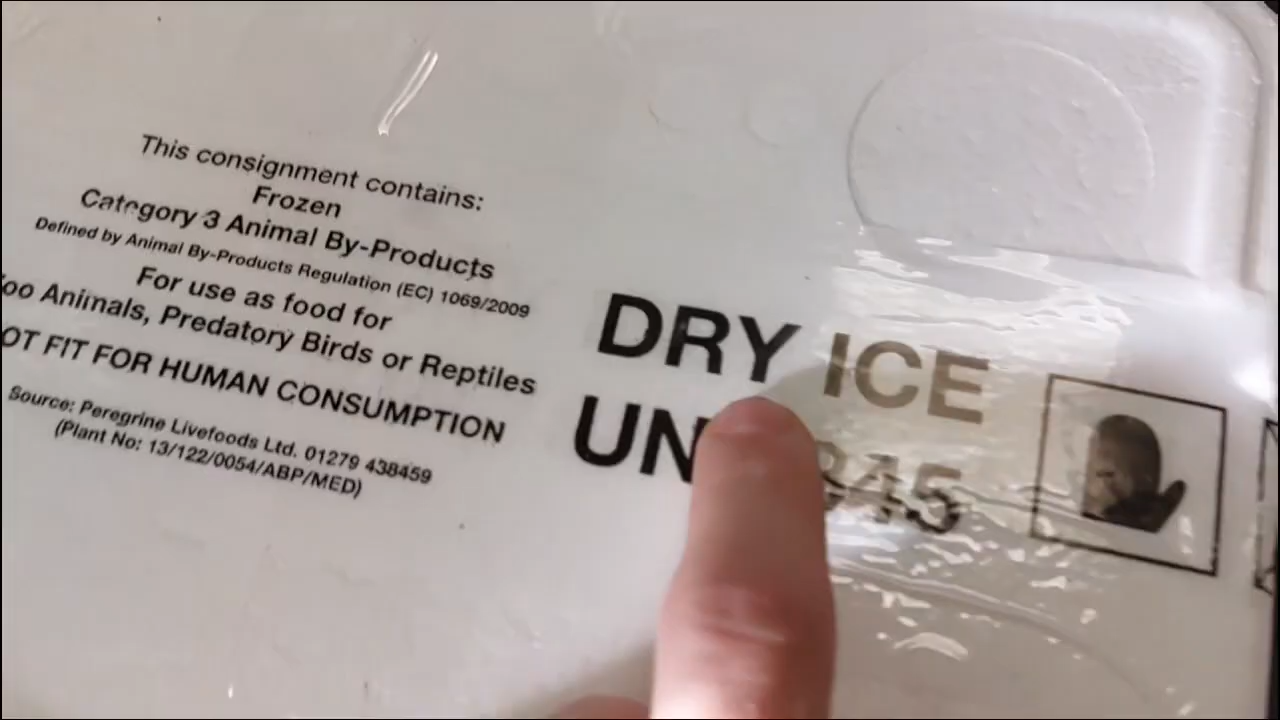 This consignment contains:
Frozen
Category 3 Animal By-Products
Defined by Animal By-Products Regulation (EC) 1069/2009
For use as food for
oo Animals, Predatory Birds or Reptiles
OT FIT FOR HUMAN CONSUMPTION
Source: Peregrine Livefoods Ltd. 01279 438459
(Plant No: 13/122/0054/ABP/MED)
DRY ICE
UN 845